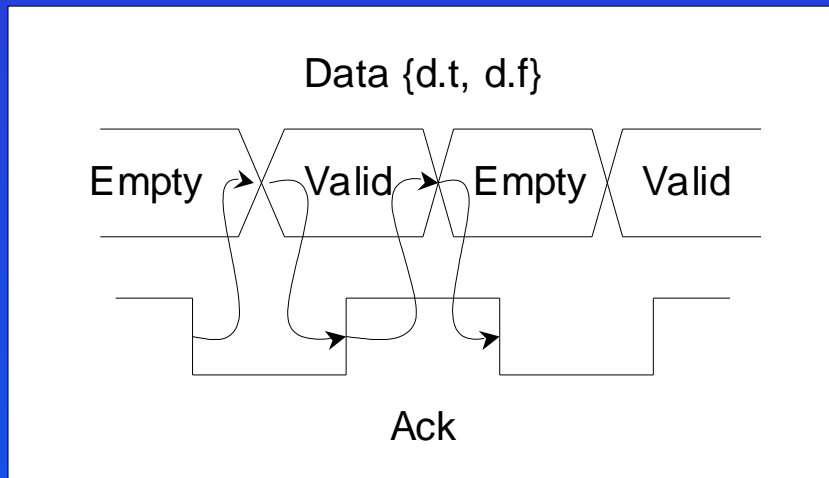 Data {d.t, d.f}
Empty Valid Empty Valid
Ack